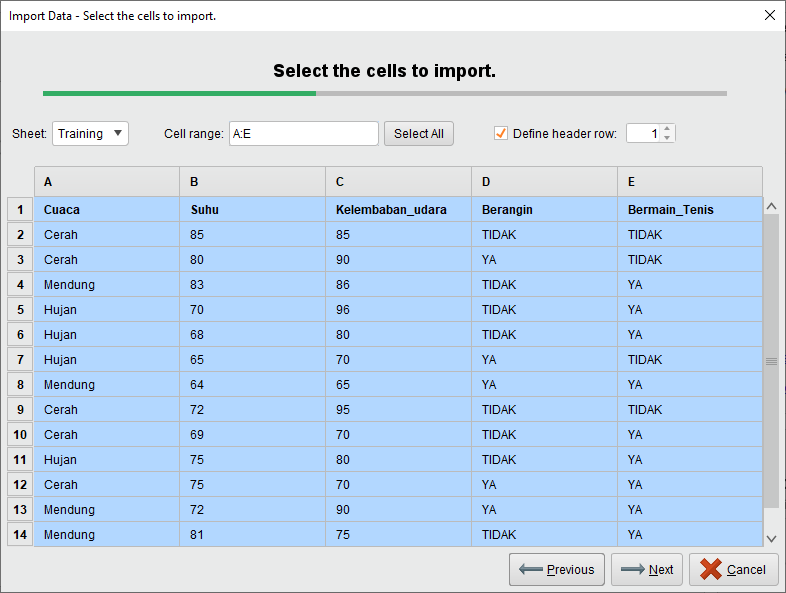 Import Data - Select the cells to import.
Select the cells to import.
Sheet: Training Cell range: A:E Select All Define header row: 1
A B C D E
1 Cuaca Suhu Kelembaban_udara Berangin Bermain_Tenis
2 Cerah 85 85 TIDAK TIDAK
3 Cerah 80 90 YA TIDAK
4 Mendung 83 86 TIDAK YA
5 Hujan 70 96 TIDAK YA
6 Hujan 68 80 TIDAK YA
7 Hujan 65 70 YA TIDAK
8 Mendung 64 65 YA YA
9 Cerah 72 95 TIDAK TIDAK
10 Cerah 69 70 TIDAK YA
11 Hujan 75 80 TIDAK YA
12 Cerah 75 70 YA YA
13 Mendung 72 90 YA YA
14 Mendung 81 75 TIDAK YA
Previous Next Cancel